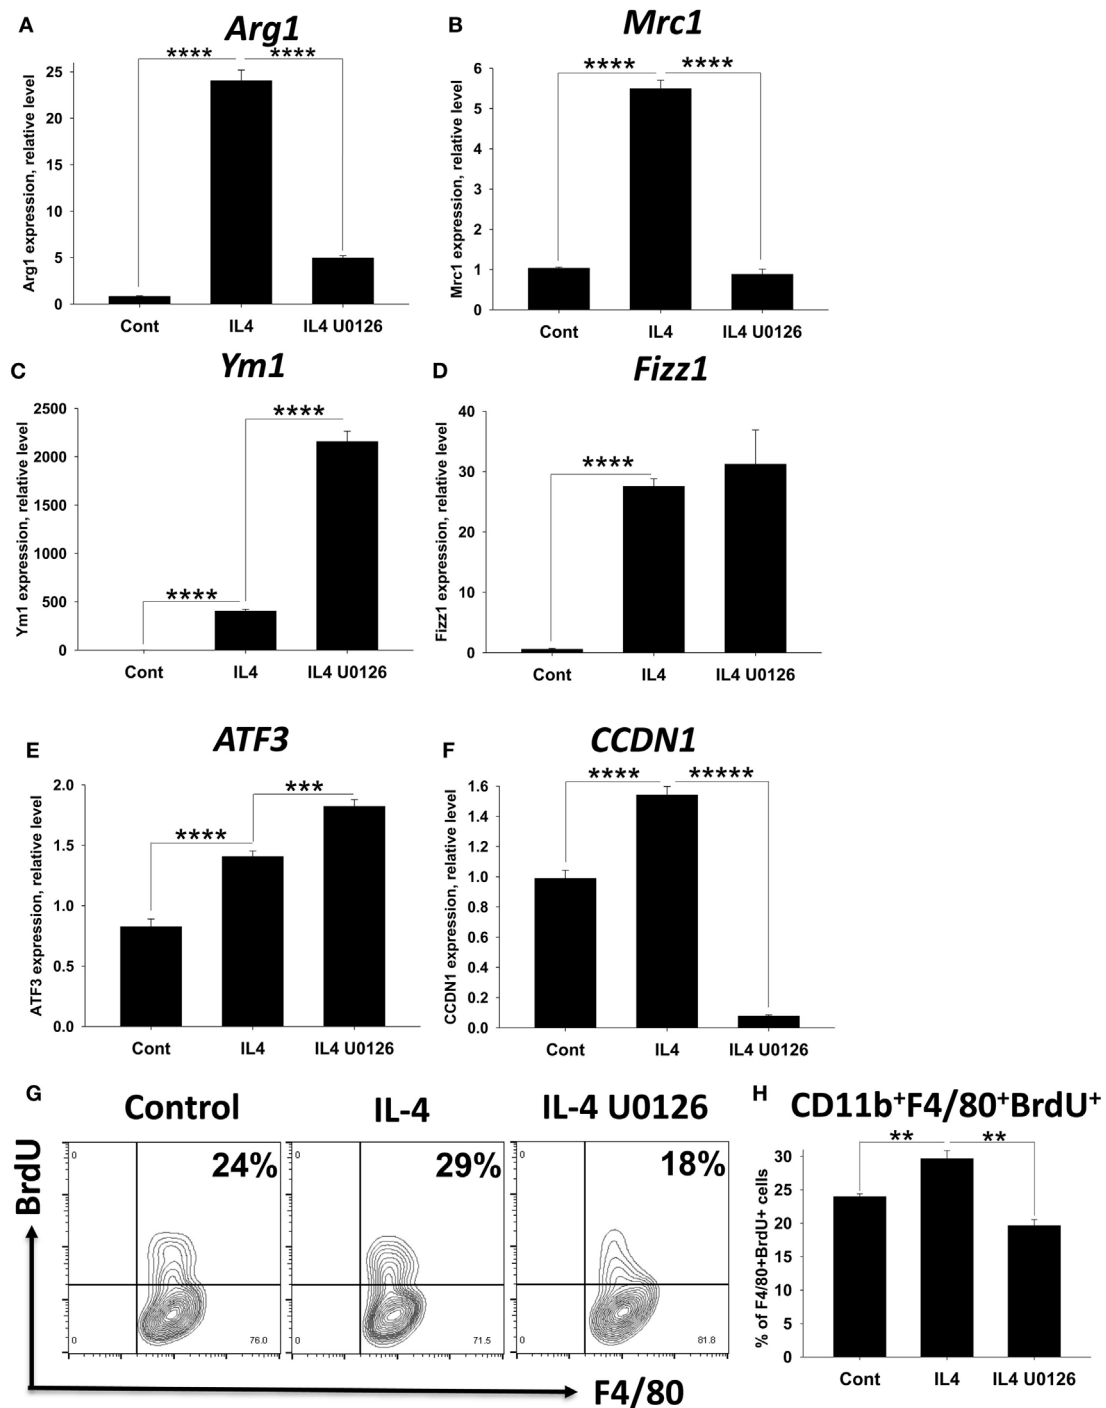 A
Arg1
**** ****
Arg1 expression, relative level
25
20
15
10
5
0
Cont IL4 IL4 U0126
B
Mrc1
**** ****
Mrc1 expression, relative level
6
5
4
3
2
1
0
Cont IL4 IL4 U0126
C
Ym1
****
****
Ym1 expression, relative level
2500
2000
1500
1000
500
0
Cont IL4 IL4 U0126
D
Fizz1
****
Fizz1 expression, relative level
40
30
20
10
0
Cont IL4 IL4 U0126
E
ATF3
***
****
ATF3 expression, relative level
2.0
1.5
1.0
0.5
0.0
Cont IL4 IL4 U0126
F
CCDN1
**** *****
CCDN1 expression, relative level
1.6
1.4
1.2
1.0
0.8
0.6
0.4
0.2
0.0
Cont IL4 IL4 U0126
G
Control IL-4 IL-4 U0126
BrdU
0 24% 0 29% 0 18%
0 76.0 0 71.5 0 81.8
F4/80
H
CD11b⁺F4/80⁺BrdU⁺
** **
% of F4/80+BrdU+ cells
30
25
20
15
10
5
0
Cont IL4 IL4 U0126